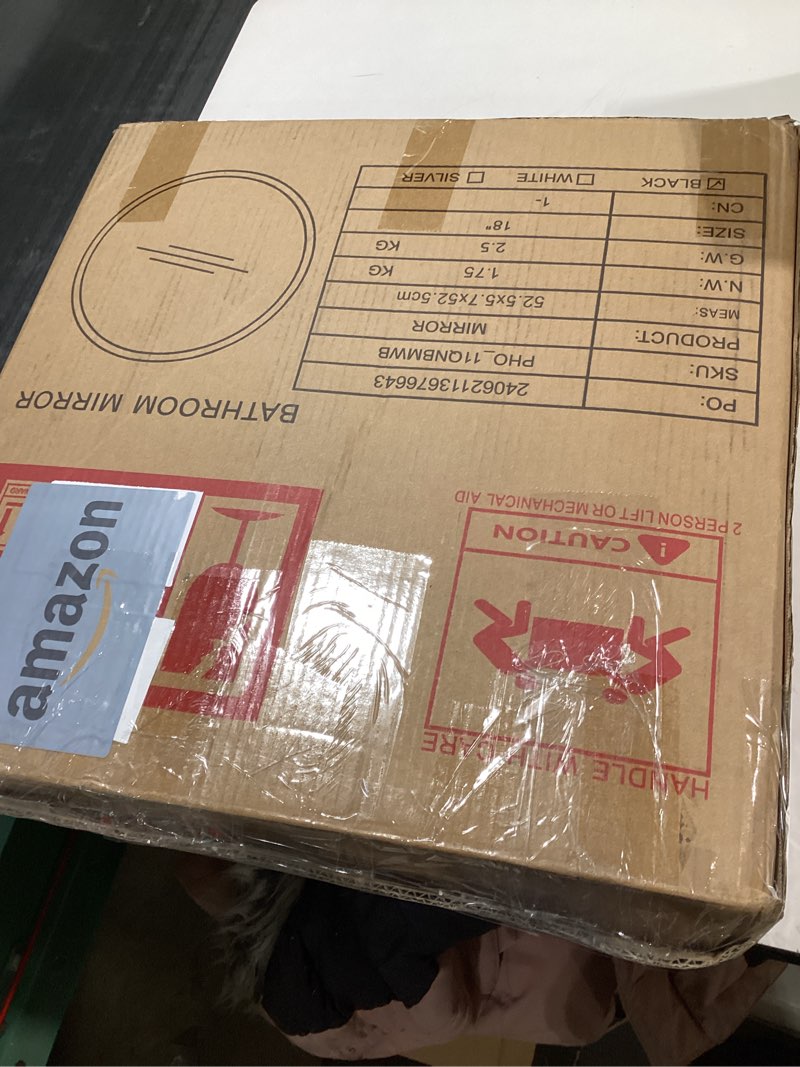 HANDLE WITH CARE
CAUTION
2 PERSON LIFT OR MECHANICAL AID
amazon
BATHROOM MIRROR
PO: 24062113676643
SKU: PHO_11QNBMWB
PRODUCT: MIRROR
MEAS: 52.5x5.7x52.5cm
N.W: 1.75 KG
G.W: 2.5 KG
SIZE: 18"
CN: 1-
☑ BLACK ☐ WHITE ☐ SILVER